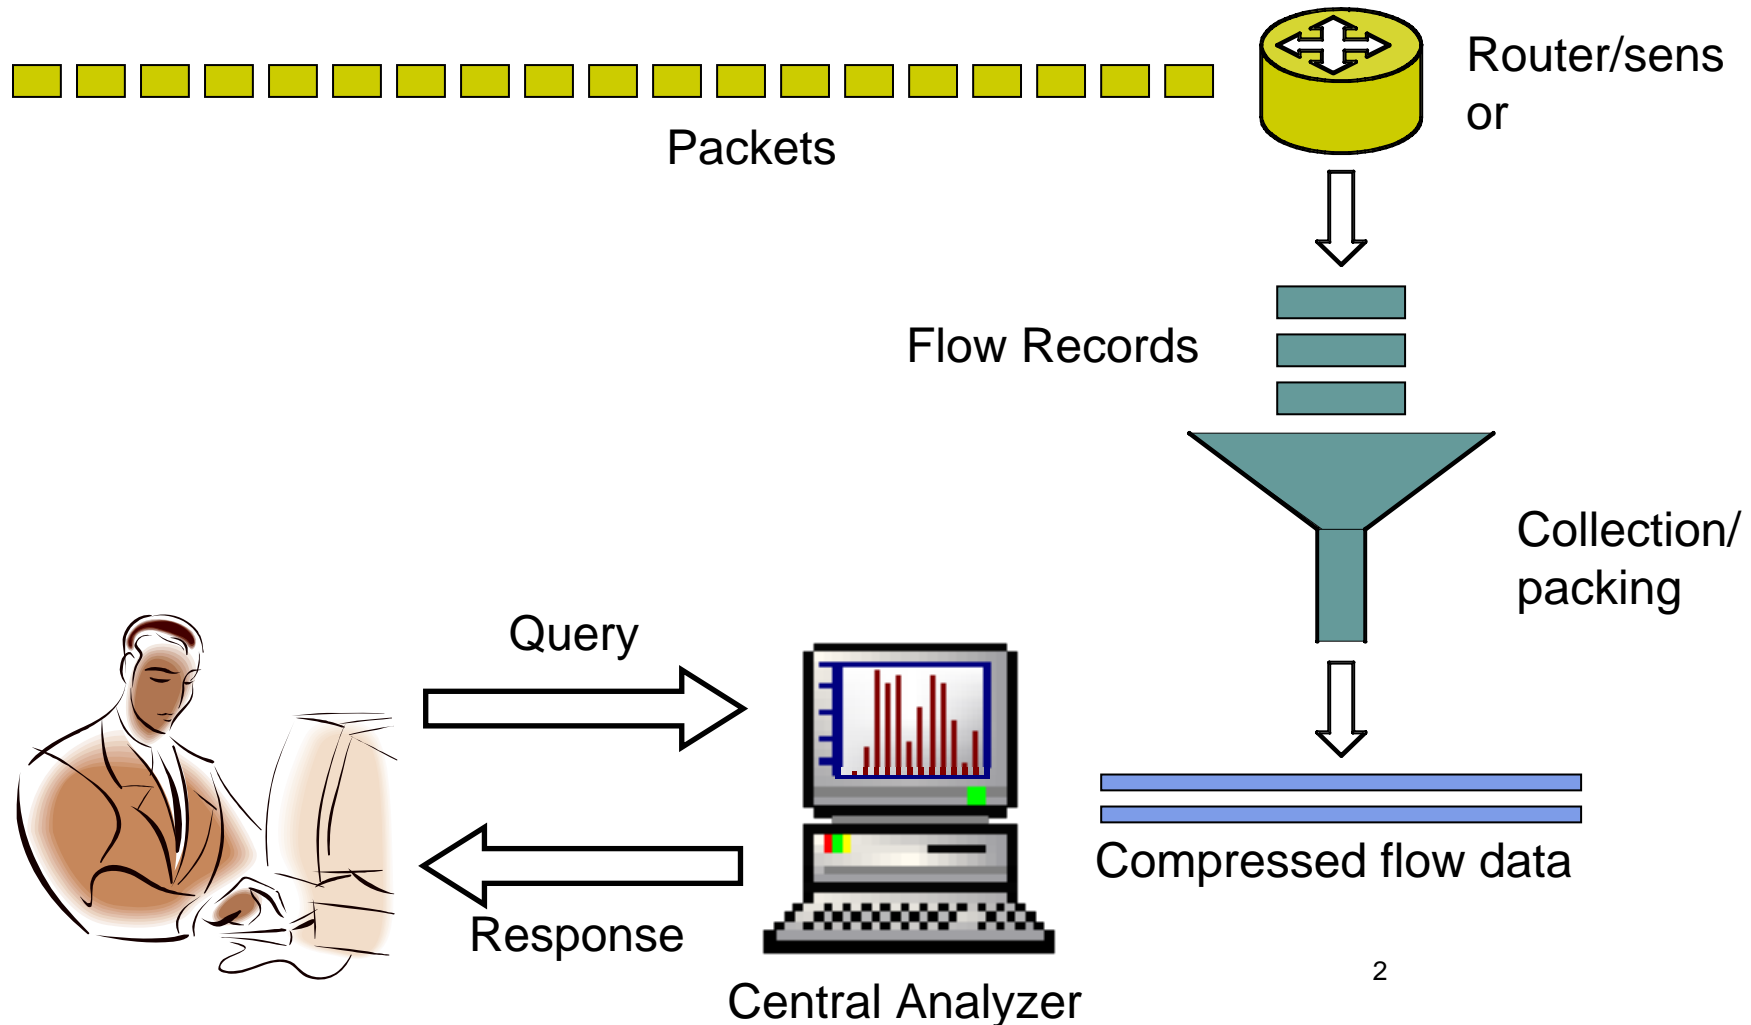 Router/sens
or
Packets
Flow Records
Collection/
packing
Query
Compressed flow data
Response
2
Central Analyzer